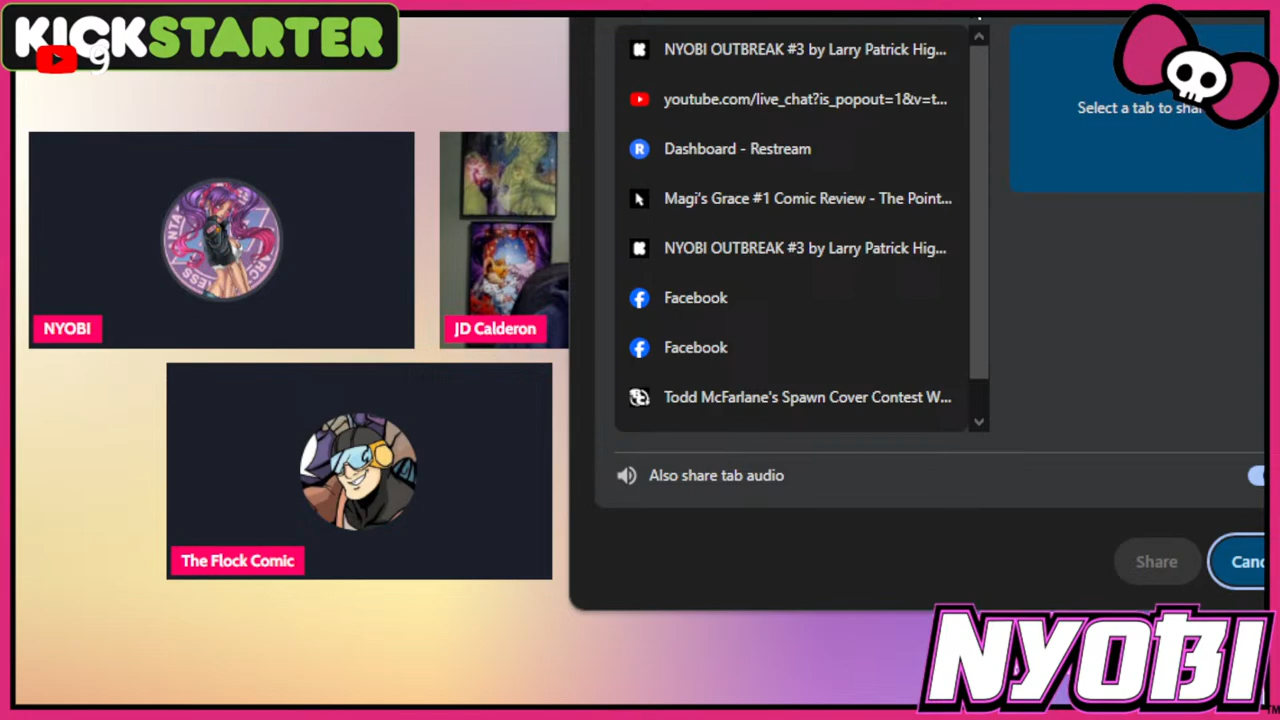 KICKSTARTER
g
NYOBI OUTBREAK #3 by Larry Patrick Hig...
youtube.com/live_chat?is_popout=1&v=t...
Select a tab to shar
R
Dashboard - Restream
Magi's Grace #1 Comic Review - The Point...
NYOBI OUTBREAK #3 by Larry Patrick Hig...
Facebook
Facebook
Todd McFarlane's Spawn Cover Contest W...
Also share tab audio
Share
Canc
NYOBI
JD Calderon
The Flock Comic
NYOBI
TM